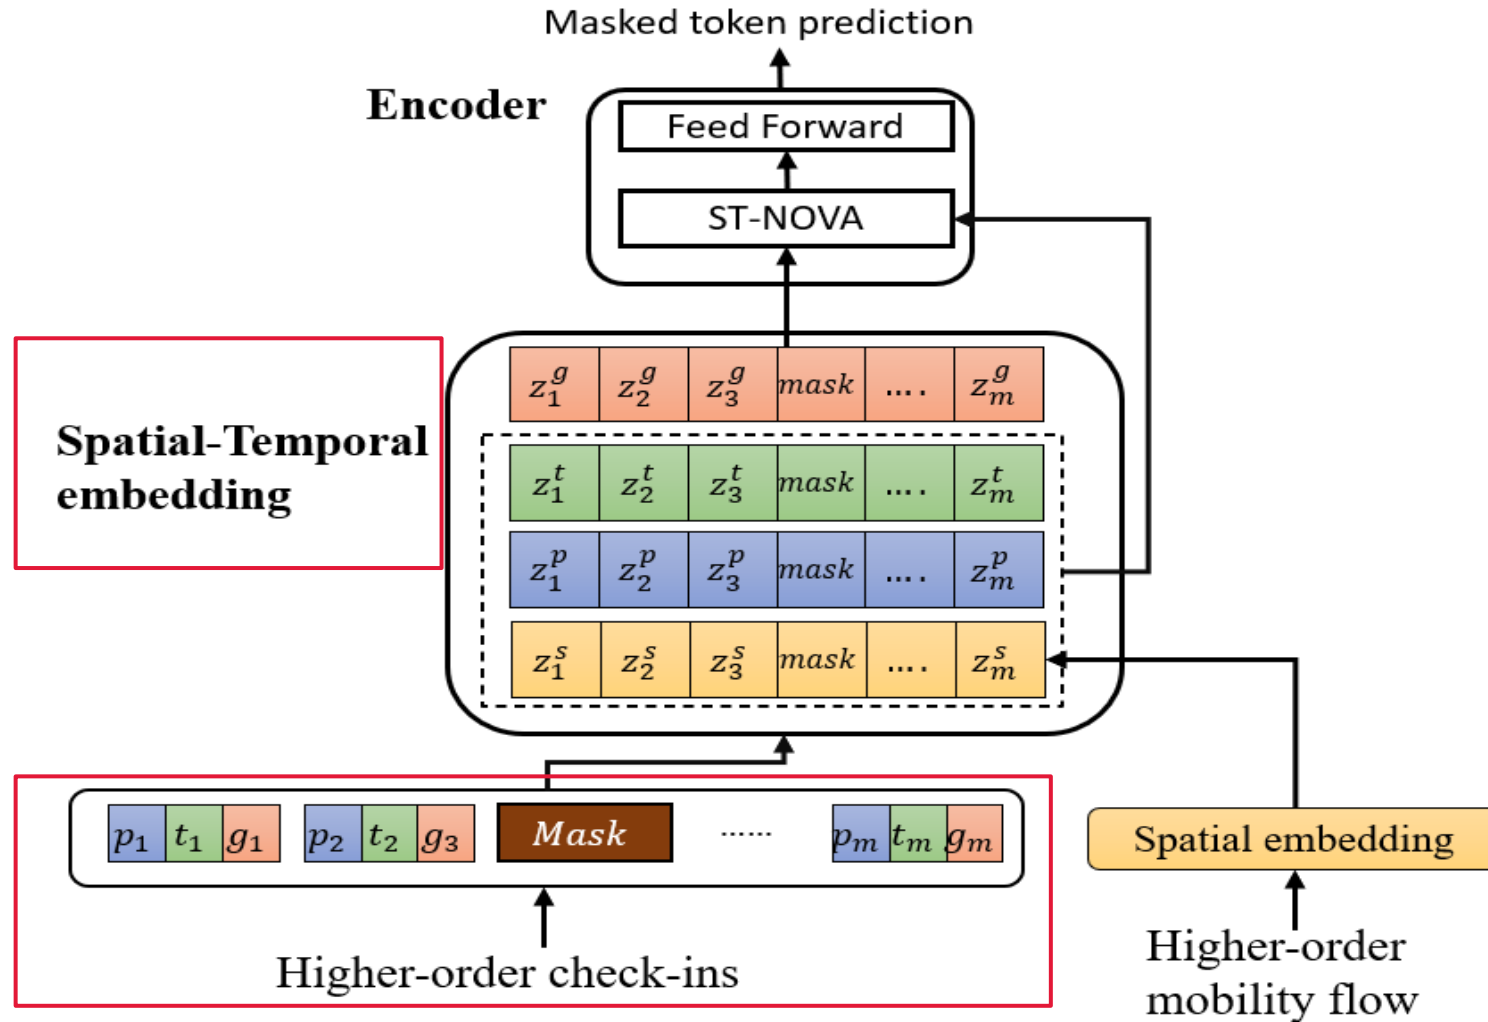 Masked token prediction
Encoder
Feed Forward
ST-NOVA
z_1^g z_2^g z_3^g mask .... z_m^g
Spatial-Temporal
embedding
z_1^t z_2^t z_3^t mask .... z_m^t
z_1^p z_2^p z_3^p mask .... z_m^p
z_1^s z_2^s z_3^s mask .... z_m^s
p_1 t_1 g_1 p_2 t_2 g_3 Mask ...... p_m t_m g_m
Spatial embedding
Higher-order check-ins
Higher-order
mobility flow